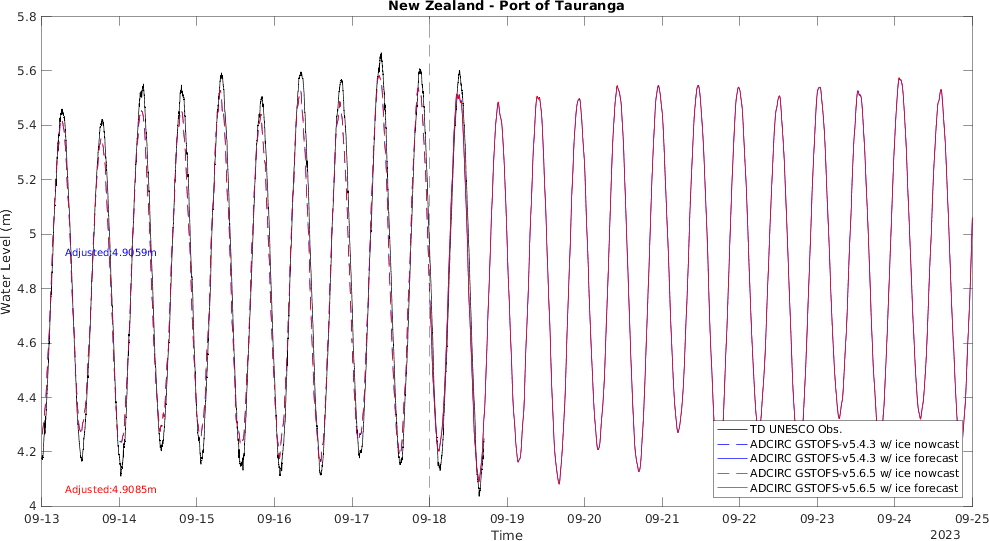 New Zealand - Port of Tauranga
5.8
5.6
5.4
5.2
5
4.8
4.6
4.4
4.2
4
Water Level (m)
Adjusted:4.9059m
Adjusted:4.9085m
TD UNESCO Obs.
ADCIRC GSTOFS-v5.4.3 w/ ice nowcast
ADCIRC GSTOFS-v5.4.3 w/ ice forecast
ADCIRC GSTOFS-v5.6.5 w/ ice nowcast
ADCIRC GSTOFS-v5.6.5 w/ ice forecast
09-13 09-14 09-15 09-16 09-17 09-18 09-19 09-20 09-21 09-22 09-23 09-24 09-25
Time
2023